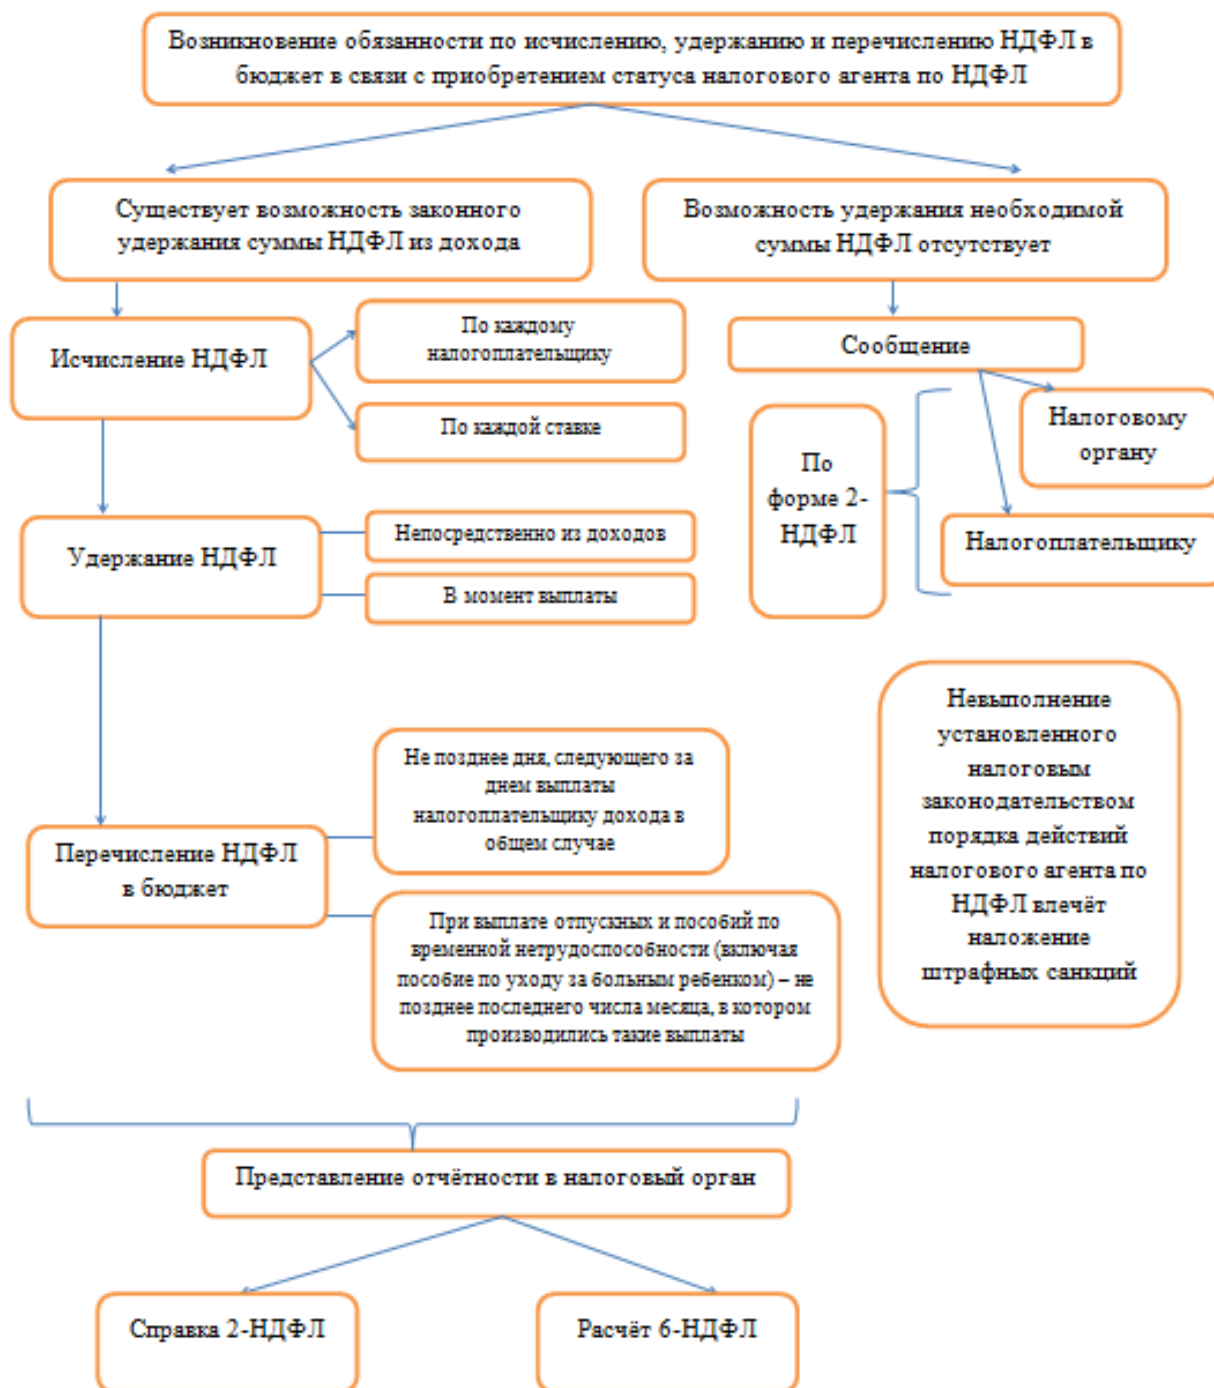 Возникновение обязанности по исчислению, удержанию и перечислению НДФЛ в
бюджет в связи с приобретением статуса налогового агента по НДФЛ
Существует возможность законного
удержания суммы НДФЛ из дохода
Возможность удержания необходимой
суммы НДФЛ отсутствует
Исчисление НДФЛ
По каждому
налогоплательщику
По каждой ставке
Сообщение
По
форме 2-
НДФЛ
Налоговому
органу
Налогоплательщику
Удержание НДФЛ
Непосредственно из доходов
В момент выплаты
Перечисление НДФЛ
в бюджет
Не позднее дня, следующего за
днем выплаты
налогоплательщику дохода в
общем случае
При выплате отпускных и пособий по
временной нетрудоспособности (включая
пособие по уходу за больным ребенком) – не
позднее последнего числа месяца, в котором
производились такие выплаты
Невыполнение
установленного
налоговым
законодательством
порядка действий
налогового агента по
НДФЛ влечёт
наложение
штрафных санкций
Представление отчётности в налоговый орган
Справка 2-НДФЛ
Расчёт 6-НДФЛ